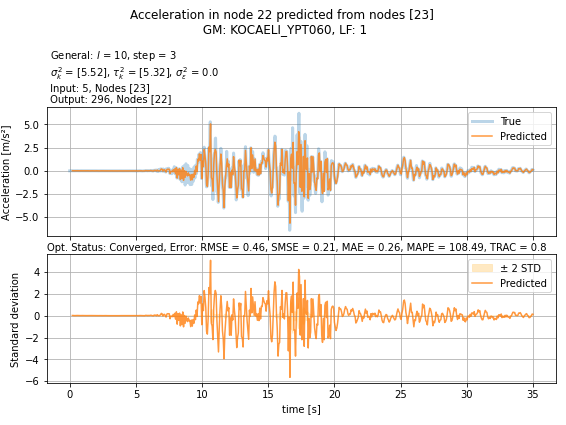 Acceleration in node 22 predicted from nodes [23]
GM: KOCAELI_YPT060, LF: 1
General: l = 10, step = 3
σ²ₖ = [5.52], τ²ₖ = [5.32], σ²ε = 0.0
Input: 5, Nodes [23]
Output: 296, Nodes [22]
Acceleration [m/s²]
5.0
2.5
0.0
−2.5
−5.0
True
Predicted
Opt. Status: Converged, Error: RMSE = 0.46, SMSE = 0.21, MAE = 0.26, MAPE = 108.49, TRAC = 0.8
Standard deviation
4
2
0
−2
−4
−6
± 2 STD
Predicted
0 5 10 15 20 25 30 35
time [s]